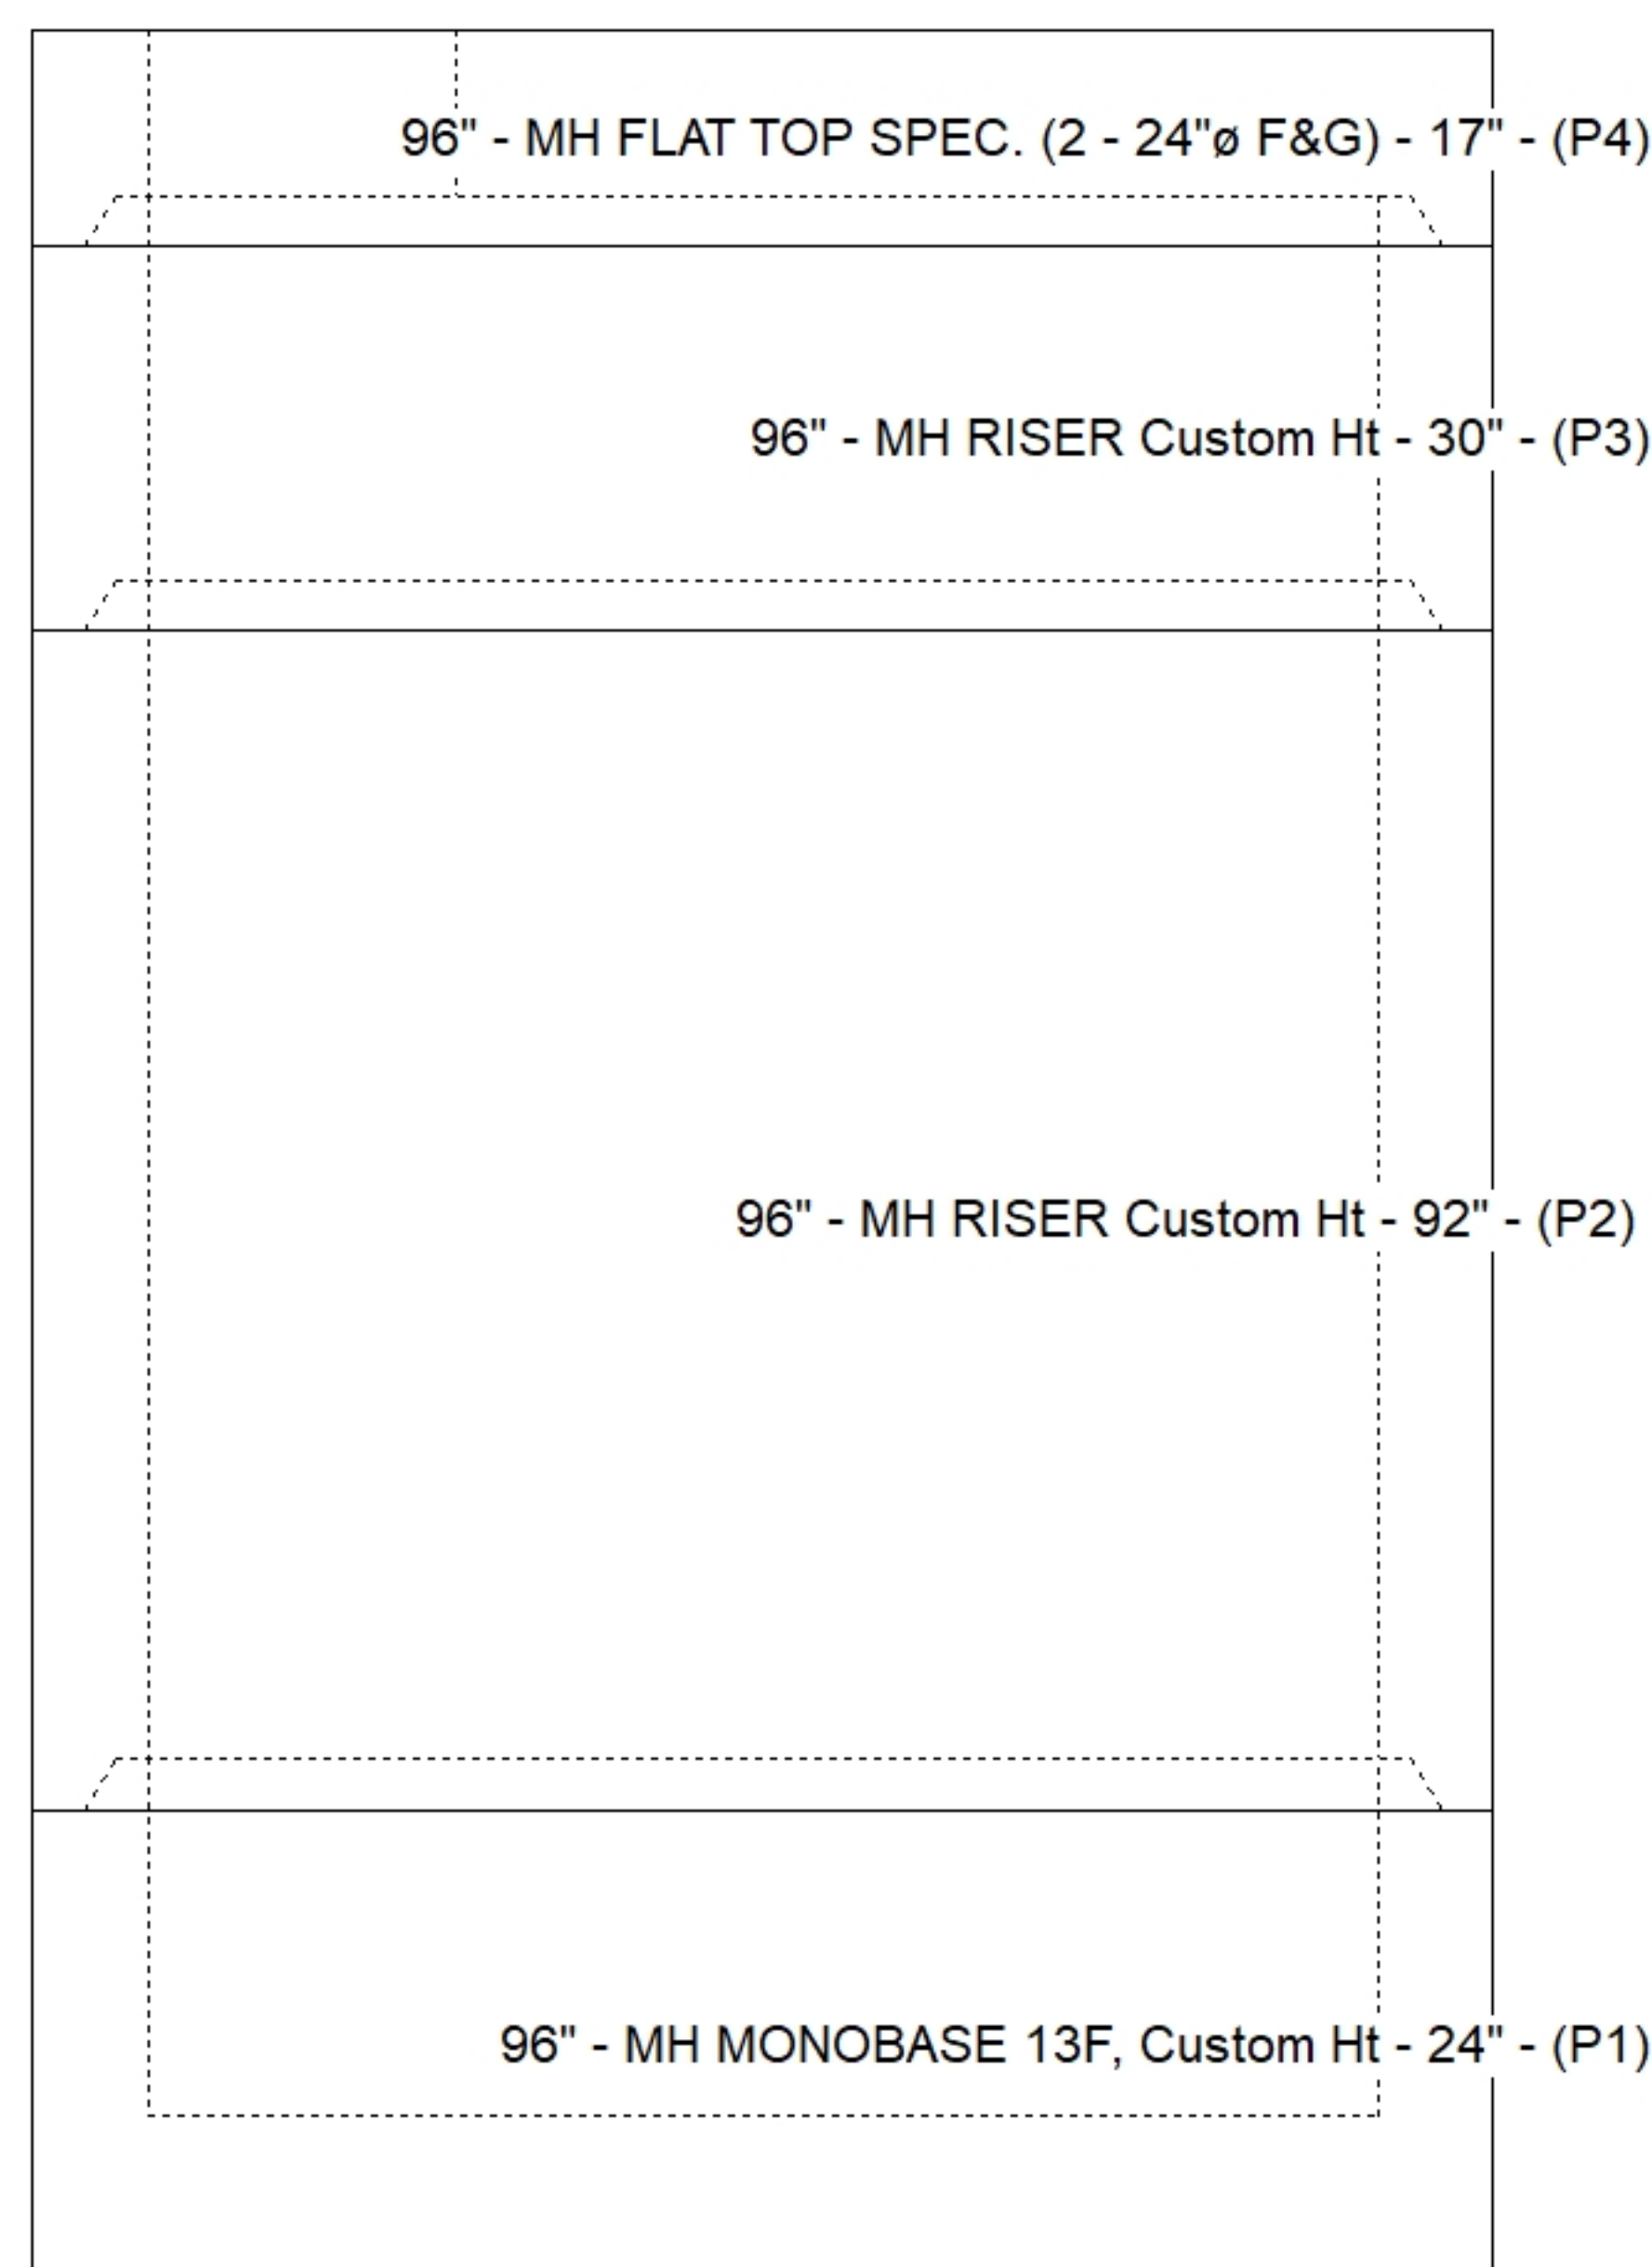 96" - MH FLAT TOP SPEC. (2 - 24"ø F&G) - 17" - (P4)
96" - MH RISER Custom Ht - 30" - (P3)
96" - MH RISER Custom Ht - 92" - (P2)
96" - MH MONOBASE 13F, Custom Ht - 24" - (P1)